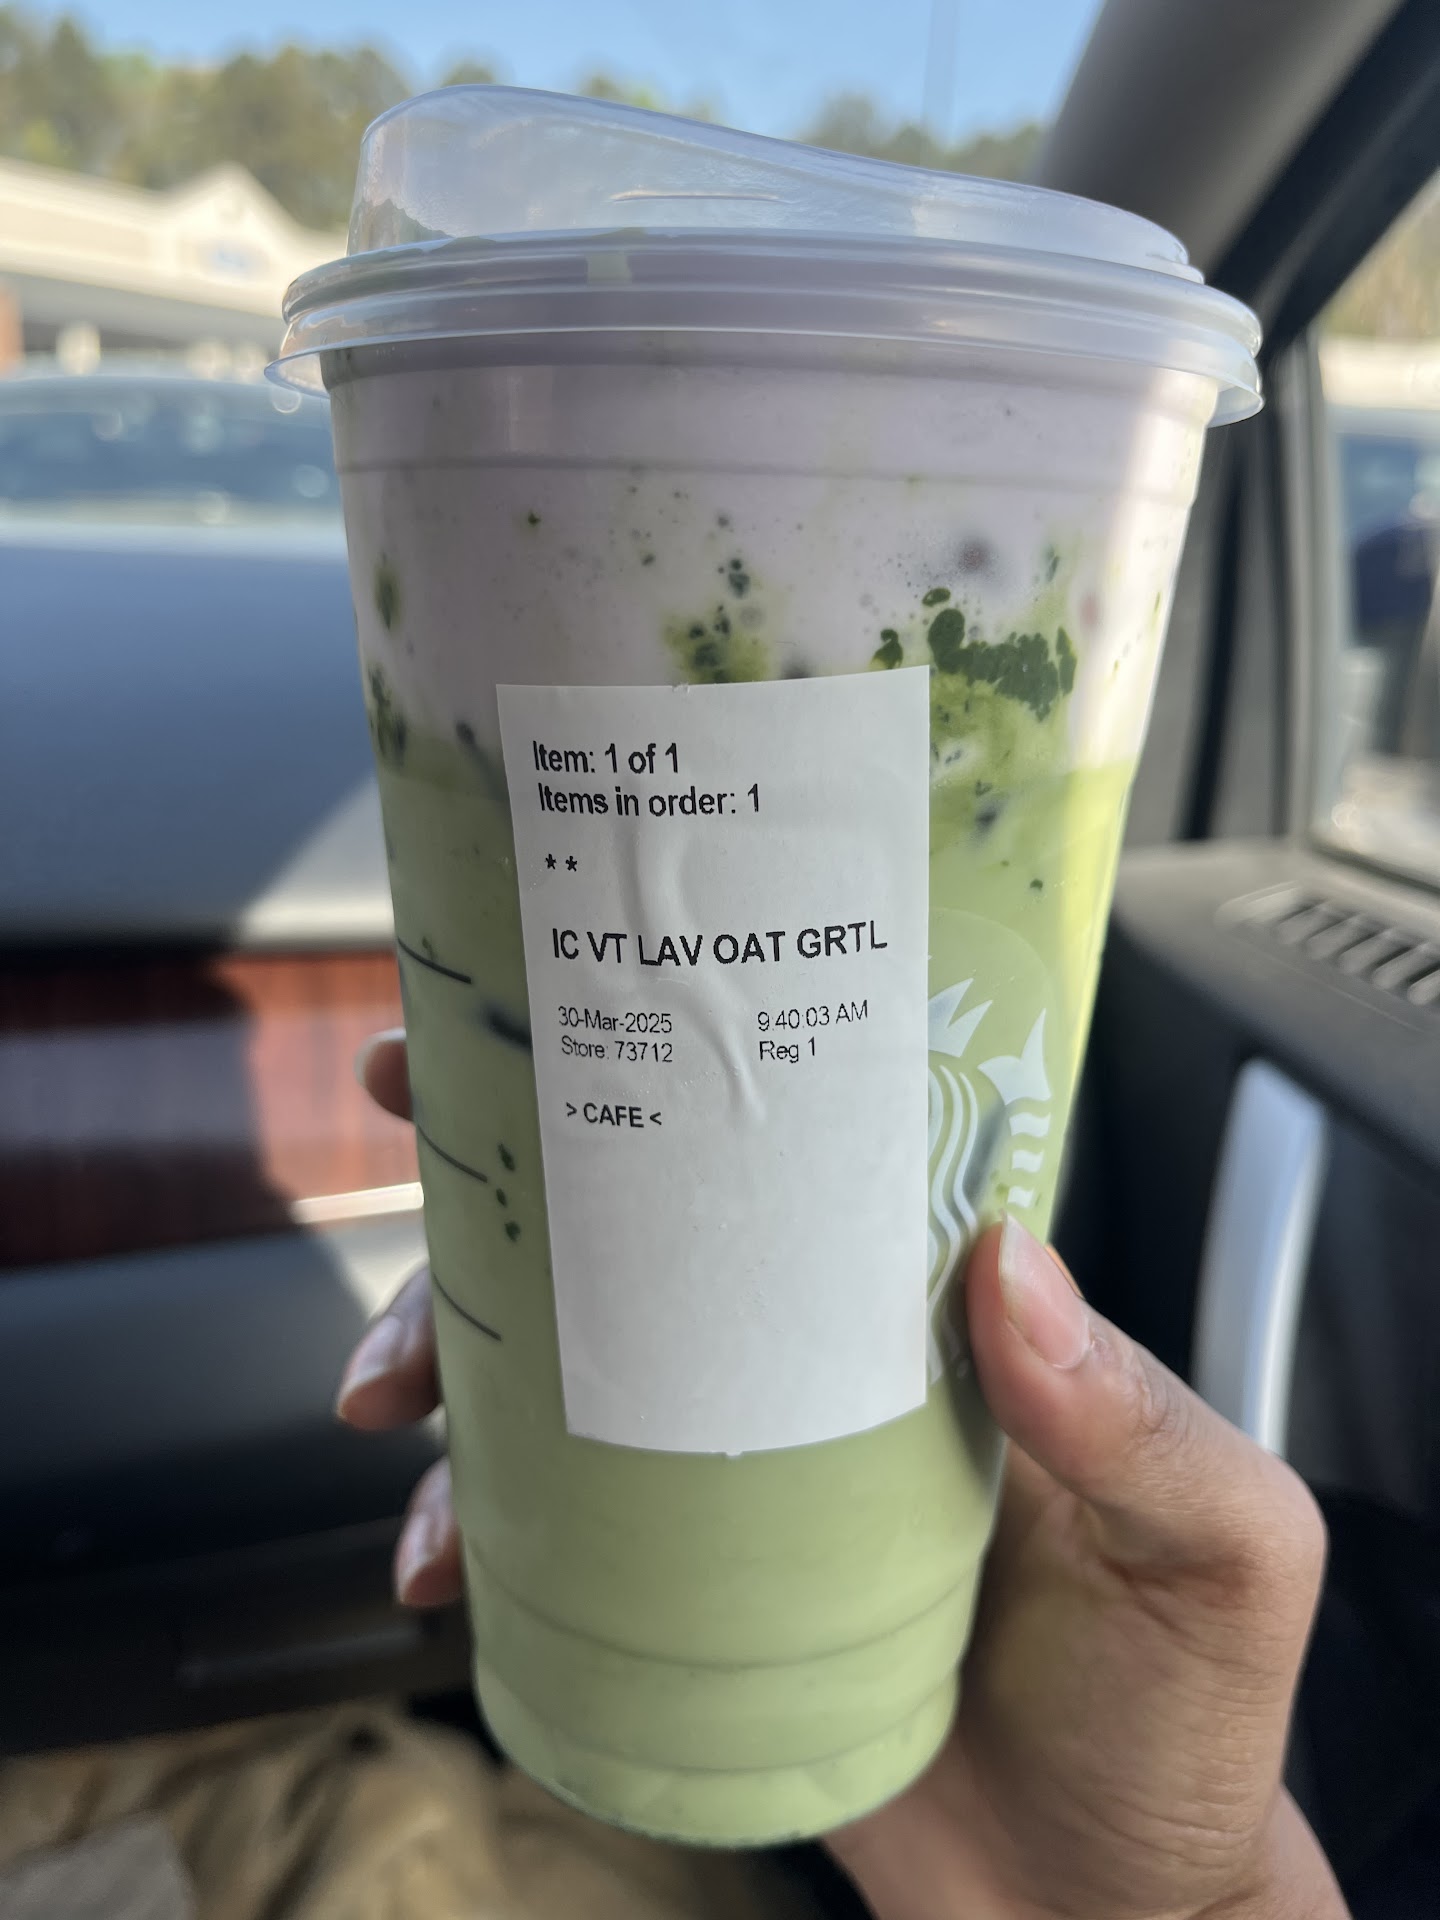 Item: 1 of 1
Items in order: 1
**
IC VT LAV OAT GRTL
30-Mar-2025 9:40:03 AM
Store: 73712 Reg 1
> CAFE <